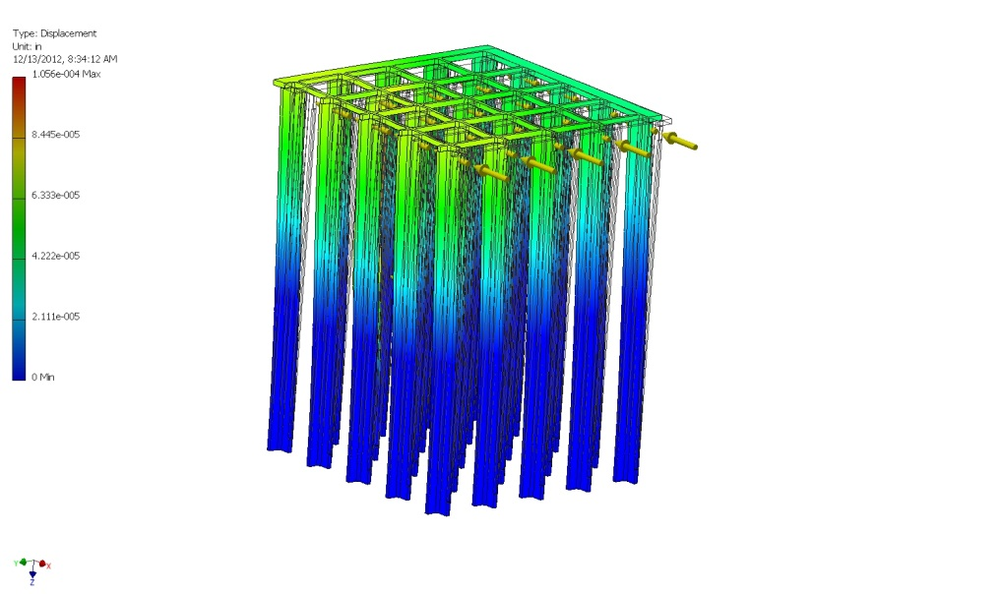 Type: Displacement
Unit: in
12/13/2012, 8:34:12 AM
1.056e-004 Max
8.445e-005
6.333e-005
4.222e-005
2.111e-005
0 Min
Y
X
Z